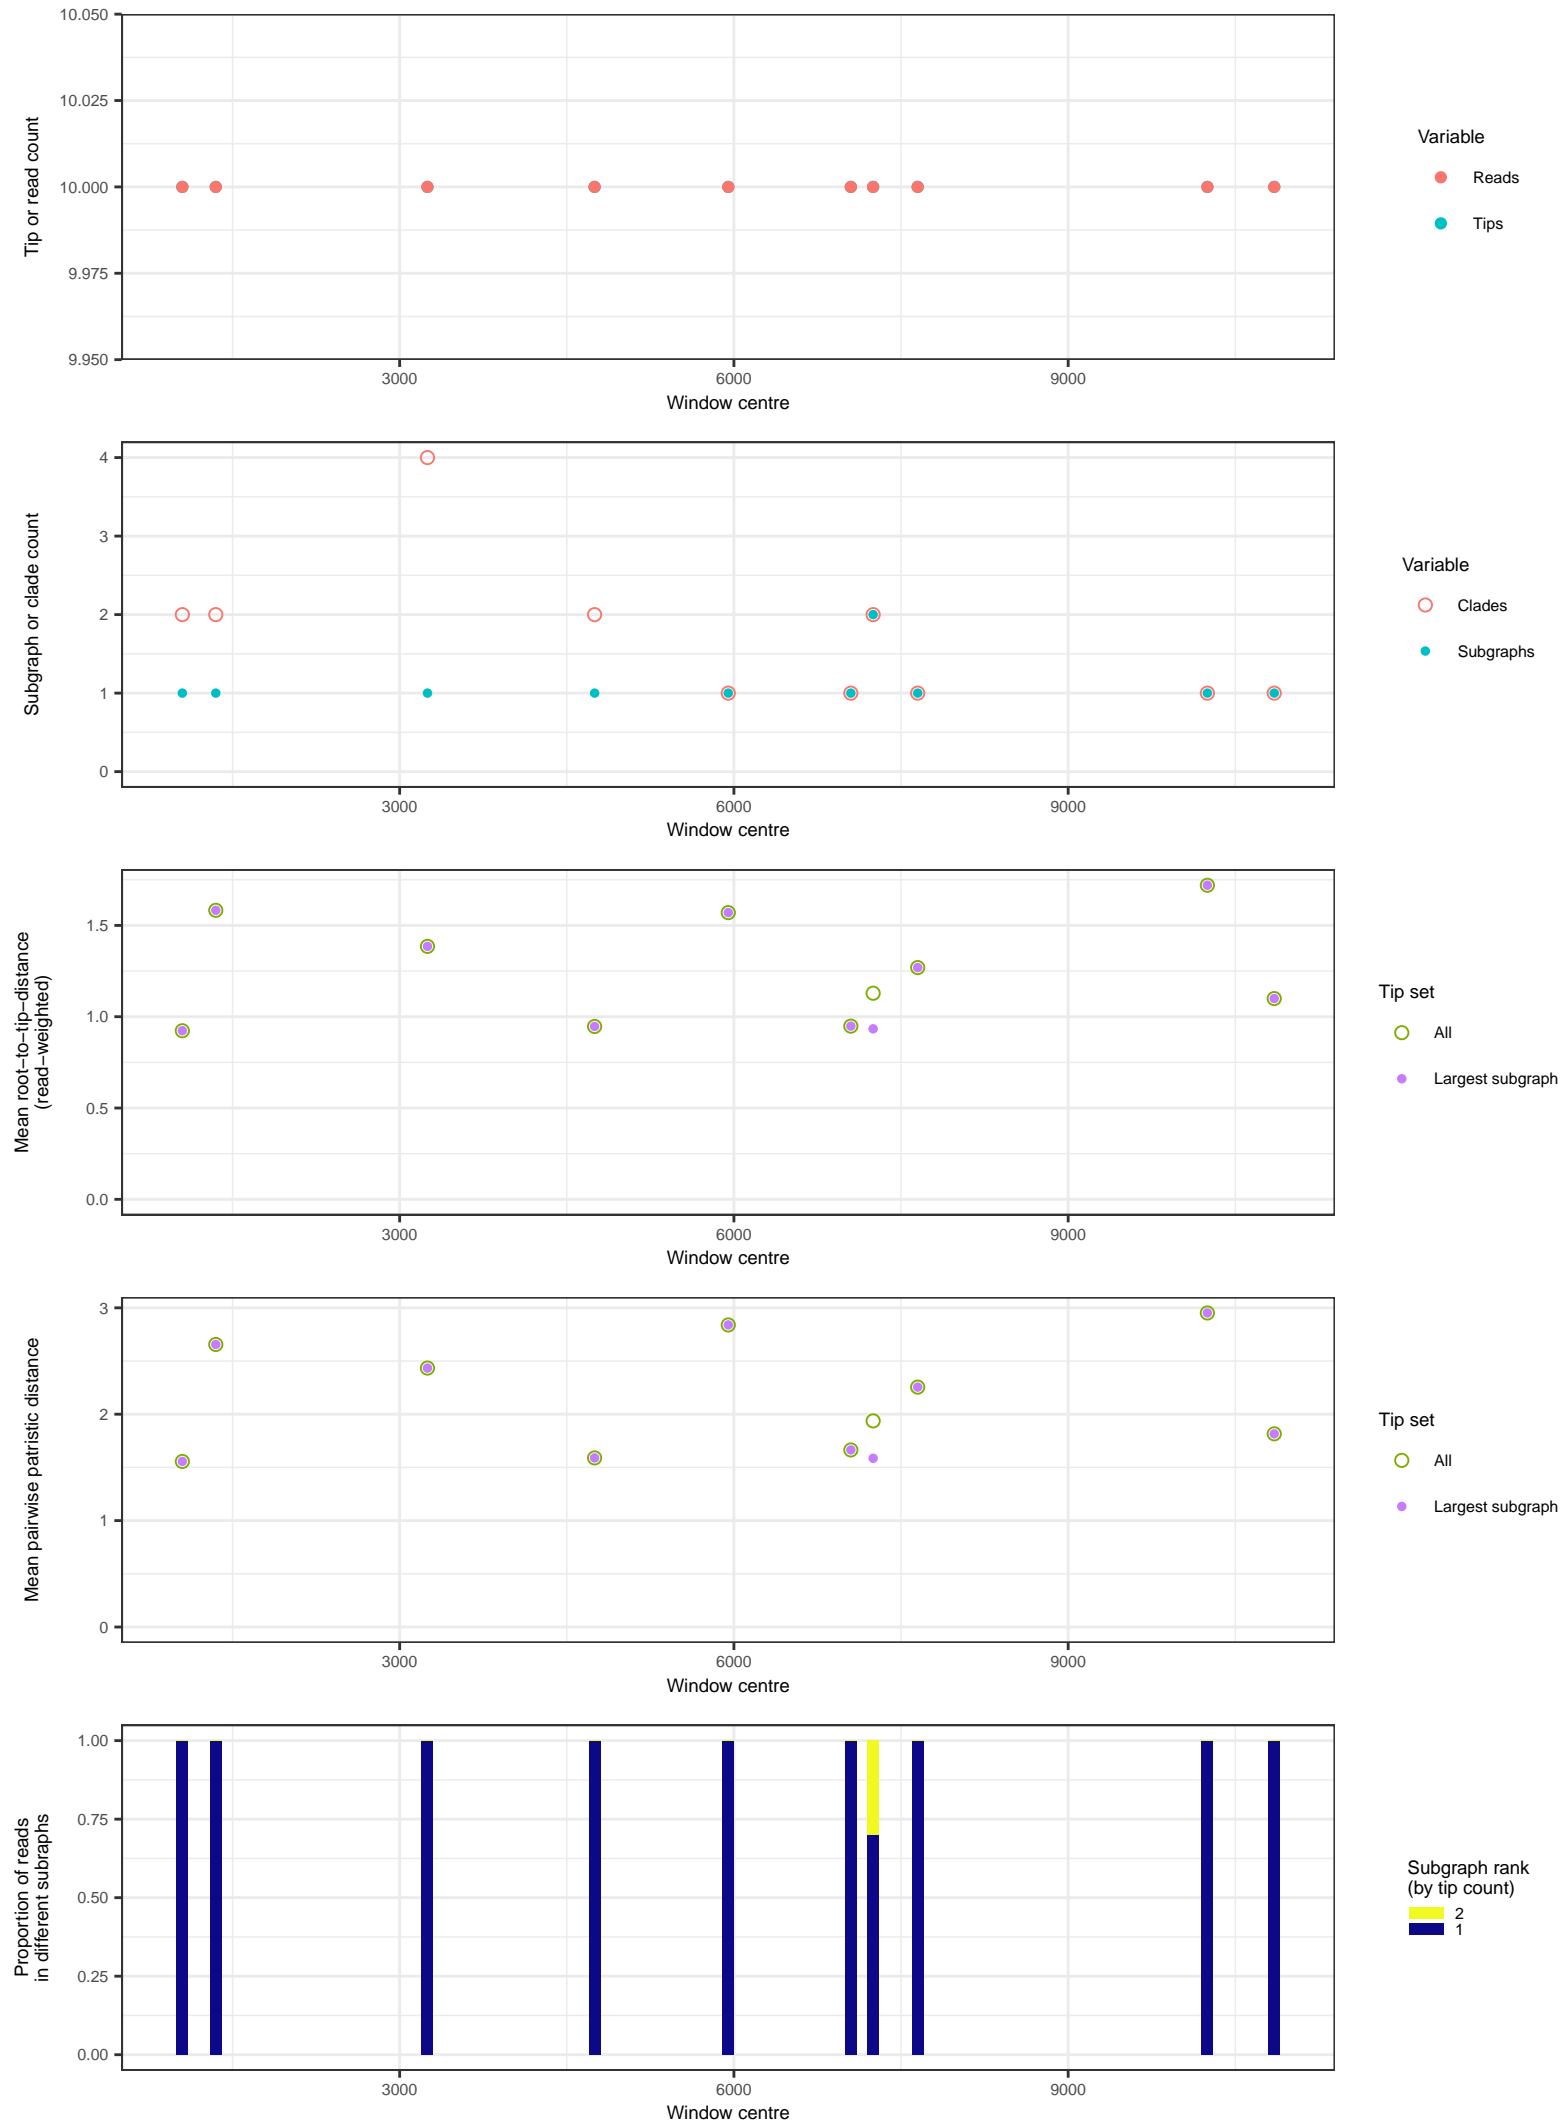 10.050
10.025
10.000
9.975
9.950
Tip or read count
3000 6000 9000
Window centre
Variable
Reads
Tips
4
3
2
1
0
Subgraph or clade count
3000 6000 9000
Window centre
Variable
Clades
Subgraphs
1.5
1.0
0.5
0.0
Mean root−to−tip−distance
(read−weighted)
3000 6000 9000
Window centre
Tip set
All
Largest subgraph
3
2
1
0
Mean pairwise patristic distance
3000 6000 9000
Window centre
Tip set
All
Largest subgraph
1.00
0.75
0.50
0.25
0.00
Proportion of reads
in different subraphs
3000 6000 9000
Window centre
Subgraph rank
(by tip count)
2
1